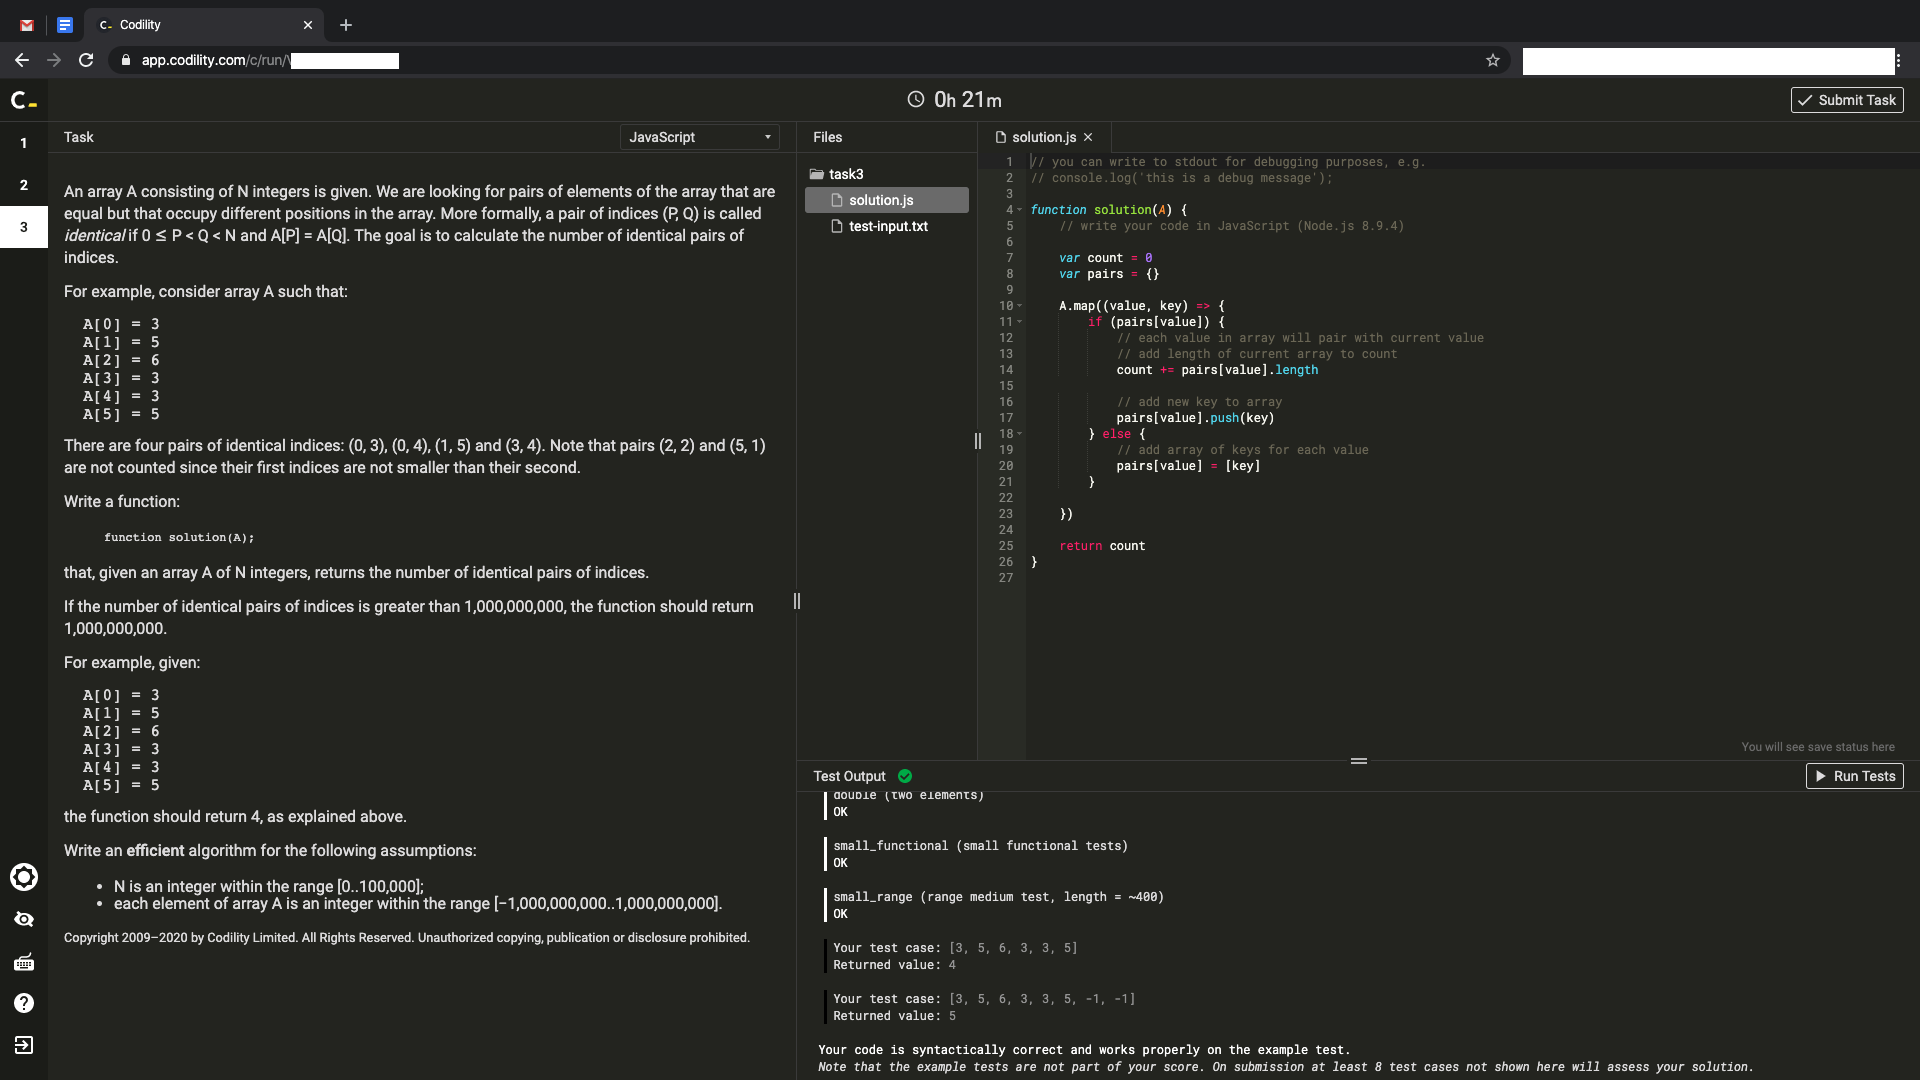 Codility
app.codility.com/c/run/
0h 21m
Submit Task
1
2
3
Task
JavaScript
An array A consisting of N integers is given. We are looking for pairs of elements of the array that are
equal but that occupy different positions in the array. More formally, a pair of indices (P, Q) is called
identical if 0 ≤ P < Q < N and A[P] = A[Q]. The goal is to calculate the number of identical pairs of
indices.
For example, consider array A such that:
A[0] = 3
A[1] = 5
A[2] = 6
A[3] = 3
A[4] = 3
A[5] = 5
There are four pairs of identical indices: (0, 3), (0, 4), (1, 5) and (3, 4). Note that pairs (2, 2) and (5, 1)
are not counted since their first indices are not smaller than their second.
Write a function:
function solution(A);
that, given an array A of N integers, returns the number of identical pairs of indices.
If the number of identical pairs of indices is greater than 1,000,000,000, the function should return
1,000,000,000.
For example, given:
A[0] = 3
A[1] = 5
A[2] = 6
A[3] = 3
A[4] = 3
A[5] = 5
the function should return 4, as explained above.
Write an efficient algorithm for the following assumptions:
• N is an integer within the range [0..100,000];
• each element of array A is an integer within the range [−1,000,000,000..1,000,000,000].
Copyright 2009–2020 by Codility Limited. All Rights Reserved. Unauthorized copying, publication or disclosure prohibited.
Files
task3
solution.js
test-input.txt
solution.js
1 // you can write to stdout for debugging purposes, e.g.
2 // console.log('this is a debug message');
3
4 function solution(A) {
5 // write your code in JavaScript (Node.js 8.9.4)
6
7 var count = 0
8 var pairs = {}
9
10 A.map((value, key) => {
11 if (pairs[value]) {
12 // each value in array will pair with current value
13 // add length of current array to count
14 count += pairs[value].length
15
16 // add new key to array
17 pairs[value].push(key)
18 } else {
19 // add array of keys for each value
20 pairs[value] = [key]
21 }
22
23 })
24
25 return count
26 }
27
You will see save status here
Test Output
Run Tests
double (two elements)
OK
small_functional (small functional tests)
OK
small_range (range medium test, length = ~400)
OK
Your test case: [3, 5, 6, 3, 3, 5]
Returned value: 4
Your test case: [3, 5, 6, 3, 3, 5, -1, -1]
Returned value: 5
Your code is syntactically correct and works properly on the example test.
Note that the example tests are not part of your score. On submission at least 8 test cases not shown here will assess your solution.